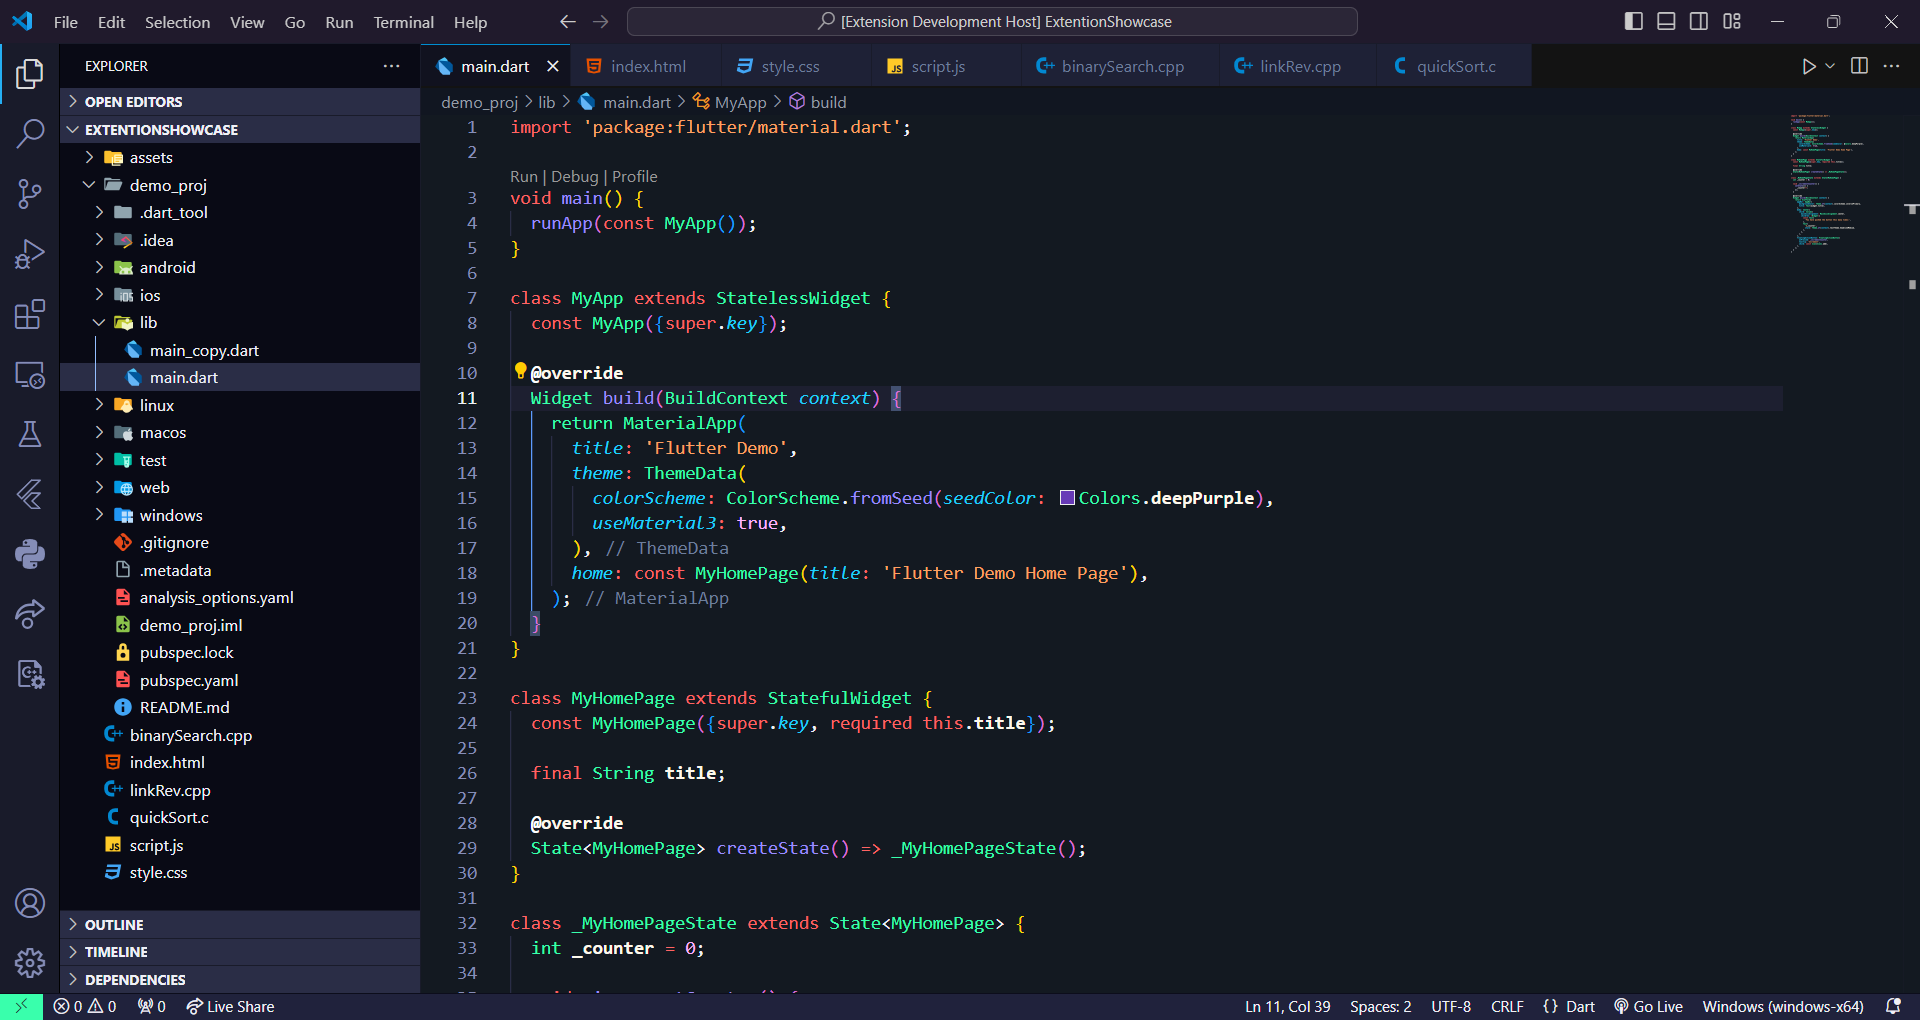 File Edit Selection View Go Run Terminal Help
[Extension Development Host] ExtentionShowcase
EXPLORER
OPEN EDITORS
EXTENTIONSHOWCASE
assets
demo_proj
.dart_tool
.idea
android
ios
lib
main_copy.dart
main.dart
linux
macos
test
web
windows
.gitignore
.metadata
analysis_options.yaml
demo_proj.iml
pubspec.lock
pubspec.yaml
README.md
binarySearch.cpp
index.html
linkRev.cpp
quickSort.c
script.js
style.css
OUTLINE
TIMELINE
DEPENDENCIES
main.dart index.html style.css script.js binarySearch.cpp linkRev.cpp quickSort.c
demo_proj > lib > main.dart > MyApp > build
1 import 'package:flutter/material.dart';
2
Run | Debug | Profile
3 void main() {
4 runApp(const MyApp());
5 }
6
7 class MyApp extends StatelessWidget {
8 const MyApp({super.key});
9
10 @override
11 Widget build(BuildContext context) {
12 return MaterialApp(
13 title: 'Flutter Demo',
14 theme: ThemeData(
15 colorScheme: ColorScheme.fromSeed(seedColor: Colors.deepPurple),
16 useMaterial3: true,
17 ), // ThemeData
18 home: const MyHomePage(title: 'Flutter Demo Home Page'),
19 ); // MaterialApp
20 }
21 }
22
23 class MyHomePage extends StatefulWidget {
24 const MyHomePage({super.key, required this.title});
25
26 final String title;
27
28 @override
29 State<MyHomePage> createState() => _MyHomePageState();
30 }
31
32 class _MyHomePageState extends State<MyHomePage> {
33 int _counter = 0;
34
0 0 0 Live Share
Ln 11, Col 39 Spaces: 2 UTF-8 CRLF {} Dart Go Live Windows (windows-x64)